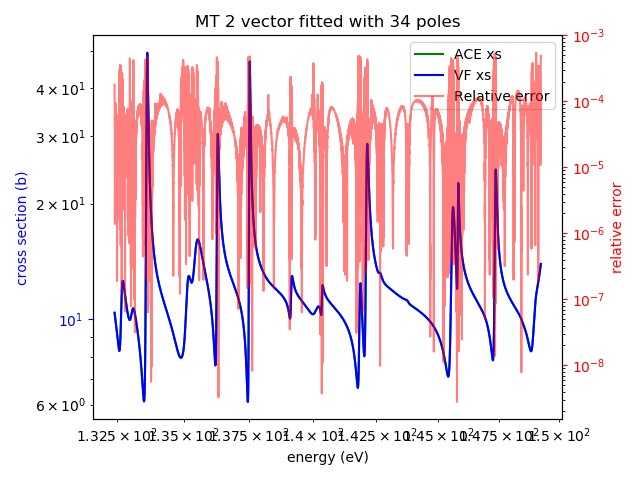 MT 2 vector fitted with 34 poles
ACE xs
VF xs
Relative error
4 × 10¹
3 × 10¹
2 × 10¹
10¹
6 × 10⁰
cross section (b)
10⁻³
10⁻⁴
10⁻⁵
10⁻⁶
10⁻⁷
10⁻⁸
relative error
1.325 × 10² 1.35 × 10² 1.375 × 10² 1.4 × 10² 1.425 × 10² 1.45 × 10² 1.475 × 10² 1.5 × 10²
energy (eV)